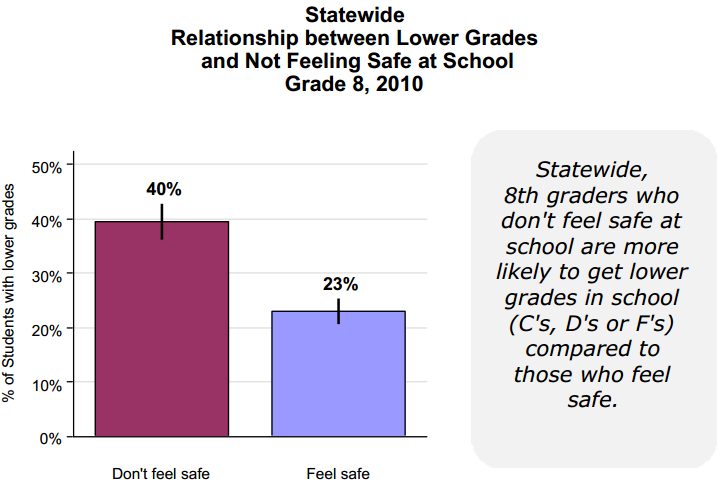 Statewide
Relationship between Lower Grades
and Not Feeling Safe at School
Grade 8, 2010
% of Students with lower grades
50%
40%
30%
20%
10%
0%
40%
23%
Don't feel safe
Feel safe
Statewide,
8th graders who
don't feel safe at
school are more
likely to get lower
grades in school
(C's, D's or F's)
compared to
those who feel
safe.